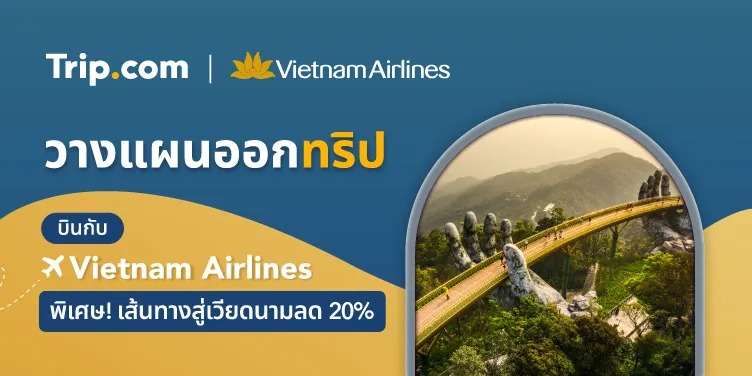 Trip.com | Vietnam Airlines
วางแผนออกทริป
บินกับ
Vietnam Airlines
พิเศษ! เส้นทางสู่เวียดนามลด 20%